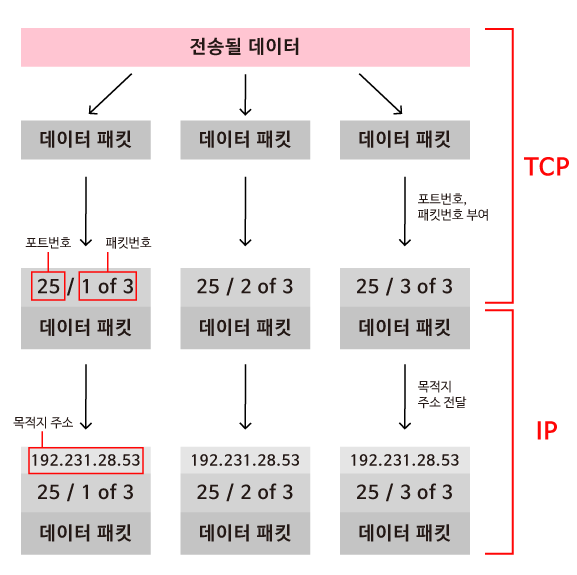 전송될 데이터
데이터 패킷
데이터 패킷
데이터 패킷
TCP
포트번호,
패킷번호 부여
포트번호
패킷번호
25 / 1 of 3
25 / 2 of 3
25 / 3 of 3
데이터 패킷
데이터 패킷
데이터 패킷
목적지
주소 전달
목적지 주소
IP
192.231.28.53
192.231.28.53
192.231.28.53
25 / 1 of 3
25 / 2 of 3
25 / 3 of 3
데이터 패킷
데이터 패킷
데이터 패킷